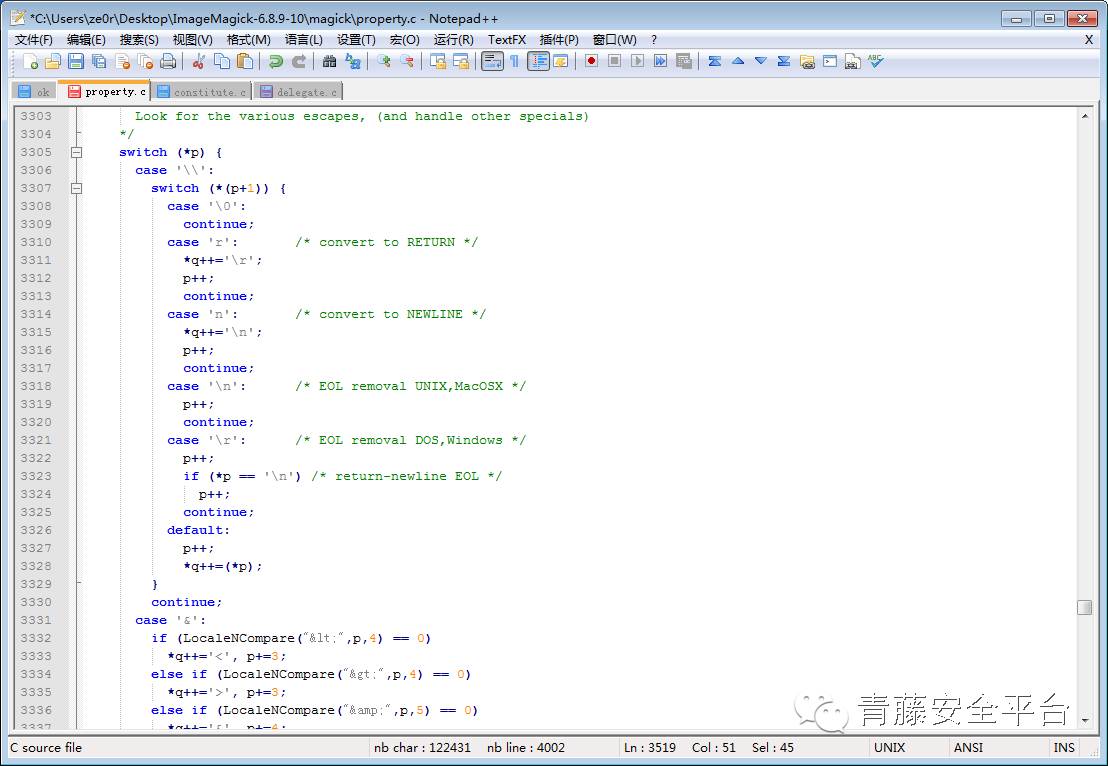 *C:\Users\ze0r\Desktop\ImageMagick-6.8.9-10\magick\property.c - Notepad++
文件(F) 编辑(E) 搜索(S) 视图(V) 格式(M) 语言(L) 设置(T) 宏(O) 运行(R) TextFX 插件(P) 窗口(W) ? X
ok property.c constitute.c delegate.c
3303 Look for the various escapes, (and handle other specials)
3304 */
3305 switch (*p) {
3306 case '\\':
3307 switch (*(p+1)) {
3308 case '\0':
3309 continue;
3310 case 'r': /* convert to RETURN */
3311 *q++='\r';
3312 p++;
3313 continue;
3314 case 'n': /* convert to NEWLINE */
3315 *q++='\n';
3316 p++;
3317 continue;
3318 case '\n': /* EOL removal UNIX,MacOSX */
3319 p++;
3320 continue;
3321 case '\r': /* EOL removal DOS,Windows */
3322 p++;
3323 if (*p == '\n') /* return-newline EOL */
3324 p++;
3325 continue;
3326 default:
3327 p++;
3328 *q++=(*p);
3329 }
3330 continue;
3331 case '&':
3332 if (LocaleNCompare("&lt;",p,4) == 0)
3333 *q++='<', p+=3;
3334 else if (LocaleNCompare("&gt;",p,4) == 0)
3335 *q++='>', p+=3;
3336 else if (LocaleNCompare("&amp;",p,5) == 0)
3337 *q++='&', p+=4;
青藤安全平台
C source file nb char : 122431 nb line : 4002 Ln : 3519 Col : 51 Sel : 45 UNIX ANSI INS